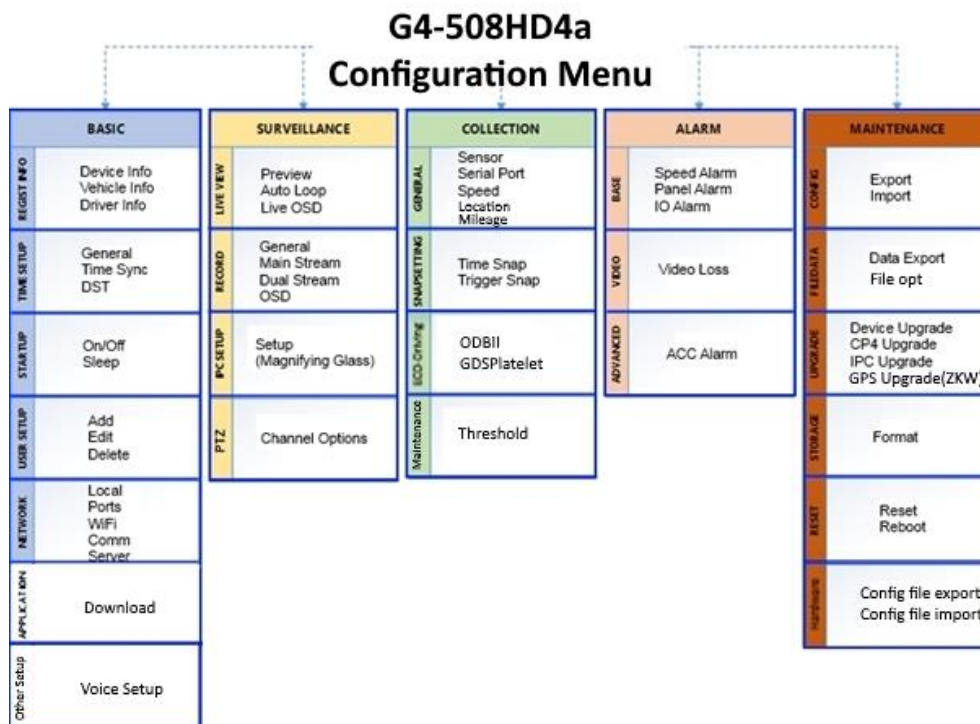 G4-508HD4a
Configuration Menu
BASIC
REGIST INFO
Device Info
Vehicle Info
Driver Info
TIME SETUP
General
Time Sync
DST
STARTUP
On/Off
Sleep
USER SETUP
Add
Edit
Delete
NETWORK
Local
Ports
WiFi
Comm
Server
APPLICATION
Download
Other Setup
Voice Setup
SURVEILLANCE
LIVE VIEW
Preview
Auto Loop
Live OSD
RECORD
General
Main Stream
Dual Stream
OSD
IPC SETUP
Setup
(Magnifying Glass)
PTZ
Channel Options
COLLECTION
GENERAL
Sensor
Serial Port
Speed
Location
Mileage
SNAPSETTING
Time Snap
Trigger Snap
ECO-Driving
ODBII
GDSPlatelet
Maintenance
Threshold
ALARM
BASE
Speed Alarm
Panel Alarm
IO Alarm
VIDEO
Video Loss
ADVANCED
ACC Alarm
MAINTENANCE
CONFIG
Export
Import
FILEDATA
Data Export
File opt
UPGRADE
Device Upgrade
CP4 Upgrade
IPC Upgrade
GPS Upgrade(ZKW)
STORAGE
Format
RESET
Reset
Reboot
Hardware
Config file export
Config file import